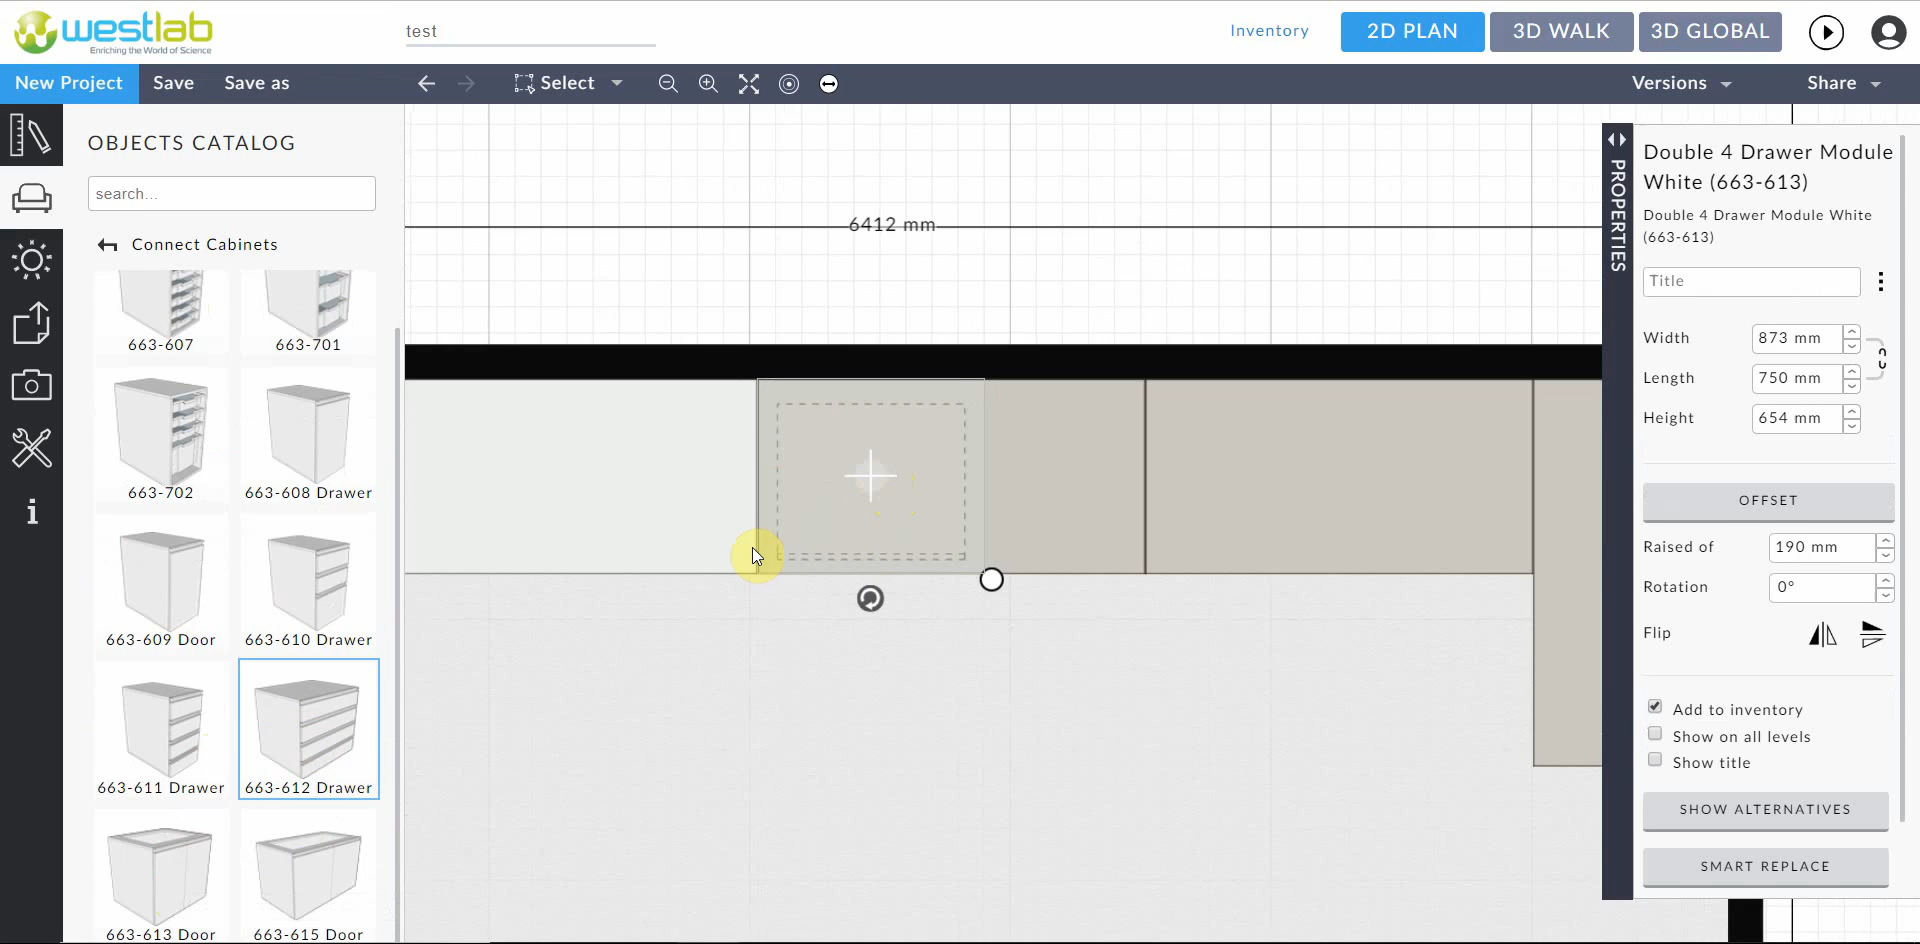 westlab
Enriching the World of Science
test
Inventory
2D PLAN
3D WALK
3D GLOBAL
New Project
Save
Save as
Select
Versions
Share
OBJECTS CATALOG
search...
Connect Cabinets
663-607
663-701
663-702
663-608 Drawer
663-609 Door
663-610 Drawer
663-611 Drawer
663-612 Drawer
663-613 Door
663-615 Door
6412 mm
PROPERTIES
Double 4 Drawer Module
White (663-613)
Double 4 Drawer Module White
(663-613)
Title
Width
873 mm
Length
750 mm
Height
654 mm
OFFSET
Raised of
190 mm
Rotation
0°
Flip
Add to inventory
Show on all levels
Show title
SHOW ALTERNATIVES
SMART REPLACE